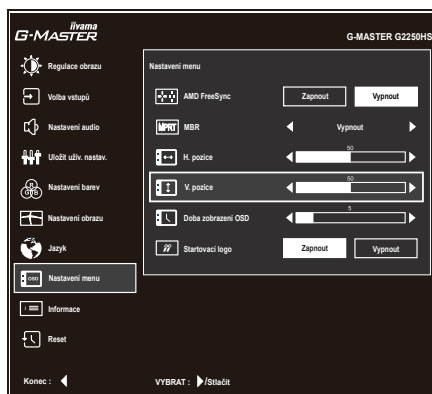 iiyama
G-MASTER
G-MASTER G2250HS
Regulace obrazu
Volba vstupů
Nastavení audio
Uložit uživ. nastav.
Nastavení barev
Nastavení obrazu
Jazyk
OSD Nastavení menu
Informace
Reset
Nastavení menu
AMD FreeSync Zapnout Vypnout
MPRT MBR Vypnout
H. pozice 50
V. pozice 50
Doba zobrazení OSD 5
Startovací logo Zapnout Vypnout
Konec : VYBRAT : /Stlačit